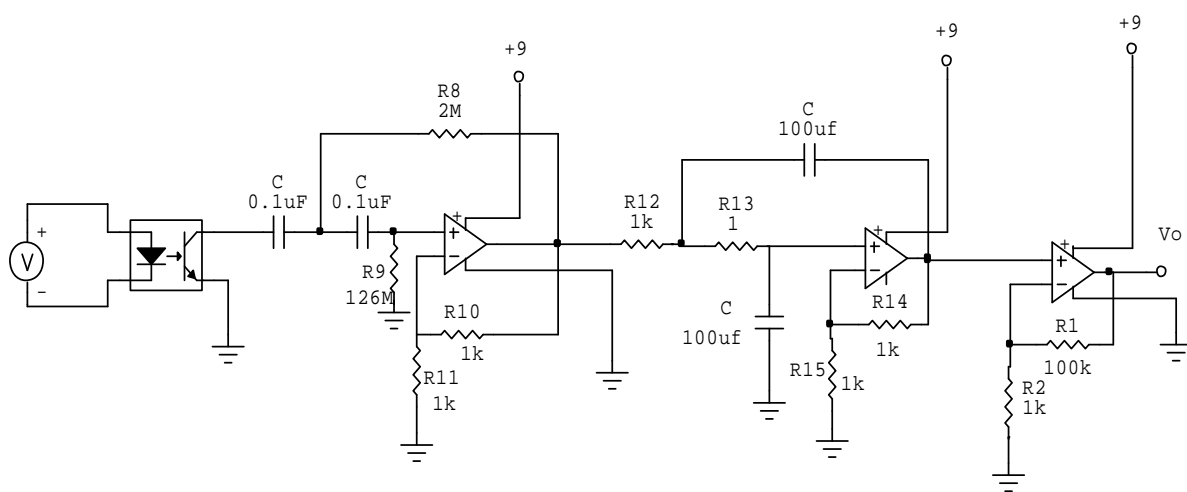 +9
+9
+9
R8
2M
C
100uf
C
0.1uF
C
0.1uF
R12
1k
R13
1
+
V
-
+
+
-
+
+
-
+
+
-
Vo
R9
126M
R10
1k
R11
1k
C
100uf
R14
1k
R15
1k
R1
100k
R2
1k